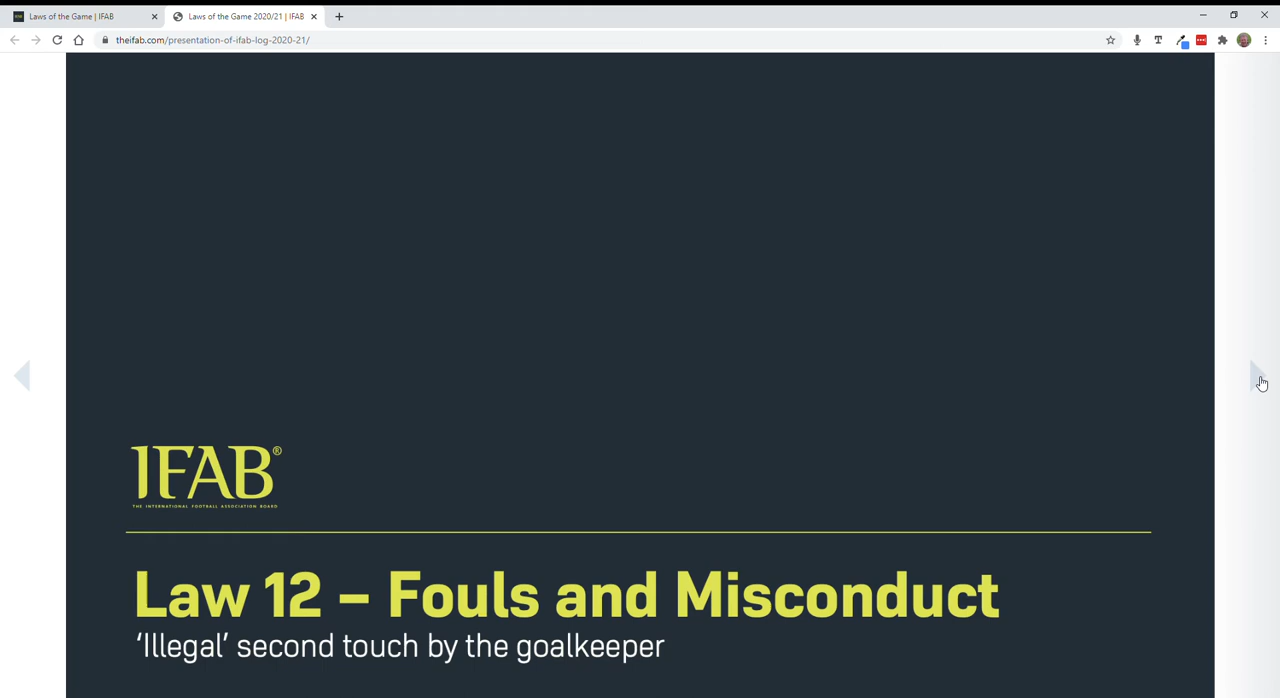 Laws of the Game | IFAB
Laws of the Game 2020/21 | IFAB
theifab.com/presentation-of-ifab-log-2020-21/
IFAB®
THE INTERNATIONAL FOOTBALL ASSOCIATION BOARD
Law 12 – Fouls and Misconduct
‘Illegal’ second touch by the goalkeeper